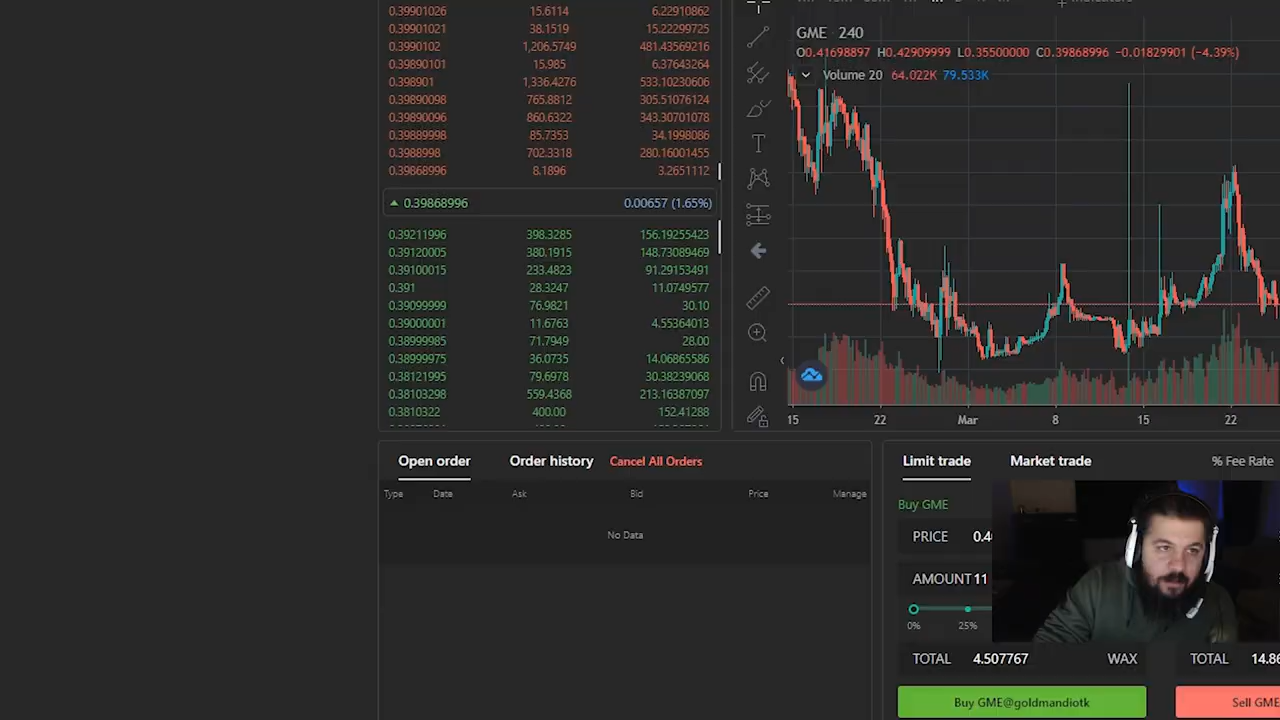 0.39901026 15.6114 6.22910862
0.39901021 38.1519 15.22299725
0.3990102 1,206.5749 481.43569216
0.39890101 15.985 6.37643264
0.398901 1,336.4276 533.10230606
0.39890098 765.8812 305.51076124
0.39890096 860.6322 343.30701078
0.39889998 85.7353 34.1998086
0.3988998 702.3318 280.16001455
0.39868996 8.1896 3.2651112
0.39868996 0.00657 (1.65%)
0.39211996 398.3285 156.19255423
0.39120005 380.1915 148.73089469
0.39100015 233.4823 91.29153491
0.391 28.3247 11.0749577
0.39099999 76.9821 30.10
0.39000001 11.6763 4.55364013
0.38999985 71.7949 28.00
0.38999975 36.0735 14.06865586
0.38121995 79.6978 30.38239068
0.38103298 559.4368 213.16387097
0.3810322 400.00 152.41288
GME 240
O0.41698897 H0.42909999 L0.35500000 C0.39868996 −0.01829901 (−4.39%)
Volume 20 64.022K 79.533K
15 22 Mar 8 15 22
Open order Order history Cancel All Orders
Type Date Ask Bid Price Manage
No Data
Limit trade Market trade % Fee Rate
Buy GME
PRICE 0.4
AMOUNT 11
0% 25%
TOTAL 4.507767 WAX TOTAL 14.86
Buy GME@goldmandiotk Sell GME